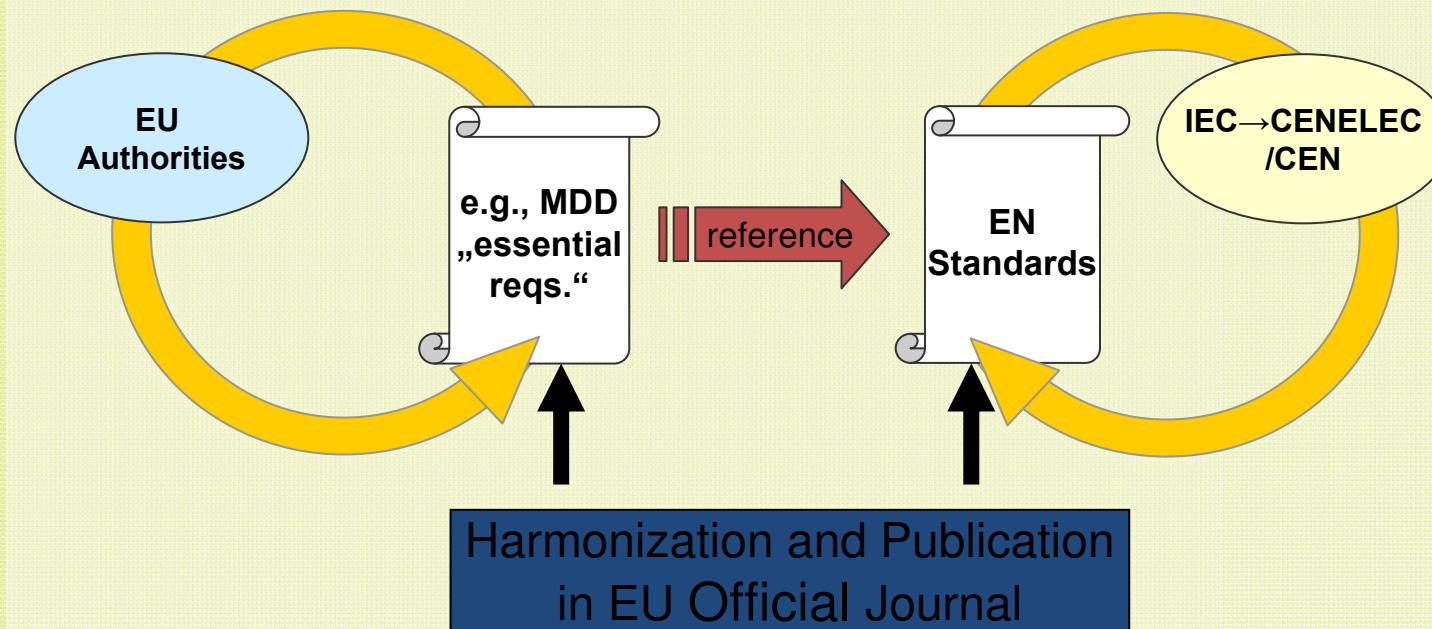 EU
Authorities
e.g., MDD
„essential
reqs.“
reference
EN
Standards
IEC→CENELEC
/CEN
Harmonization and Publication
in EU Official Journal